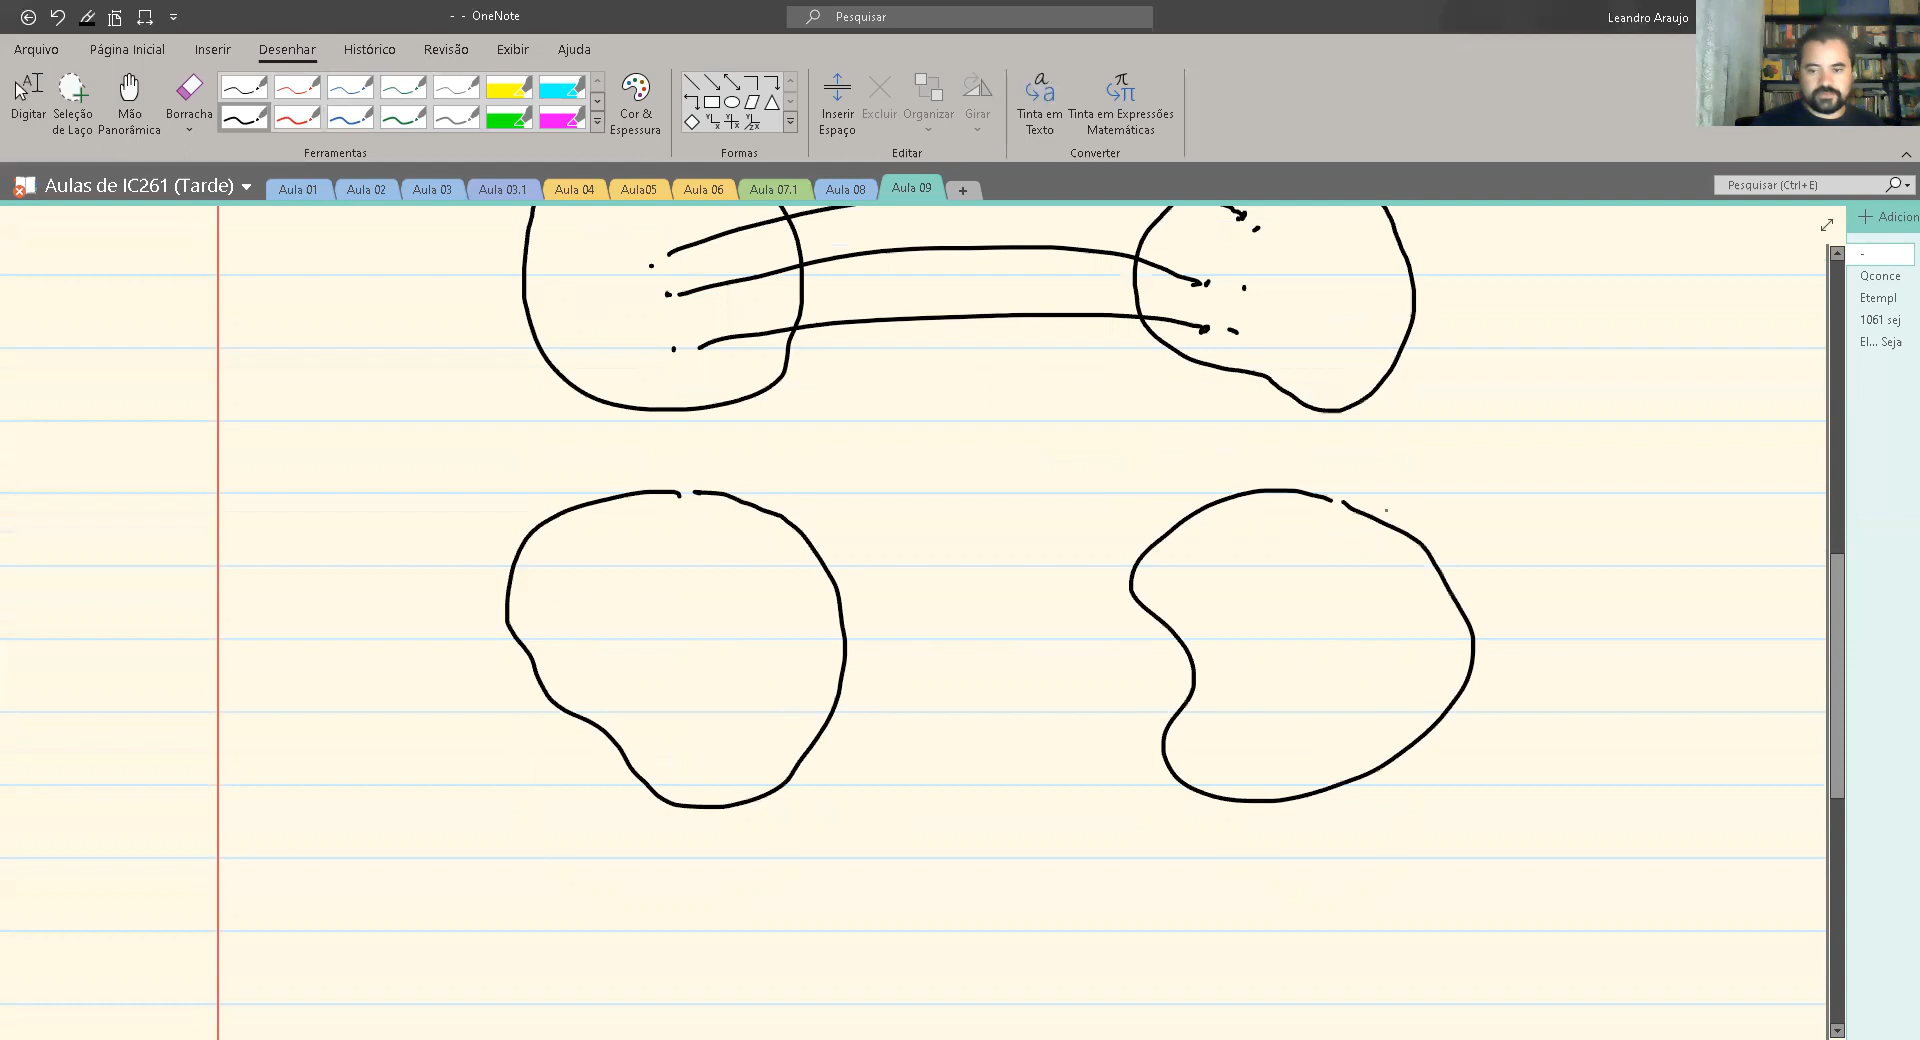 - - OneNote
Pesquisar
Leandro Araujo
Arquivo
Página Inicial
Inserir
Desenhar
Histórico
Revisão
Exibir
Ajuda
Digitar
Seleção de Laço
Mão Panorâmica
Borracha
Cor & Espessura
Inserir Espaço
Excluir
Organizar
Girar
Tinta em Texto
Tinta em Expressões Matemáticas
Ferramentas
Formas
Editar
Converter
Aulas de IC261 (Tarde)
Aula 01
Aula 02
Aula 03
Aula 03.1
Aula 04
Aula05
Aula 06
Aula 07.1
Aula 08
Aula 09
Pesquisar (Ctrl+E)
Adicion
-
Qconce
Etempl
1061 sej
El... Seja